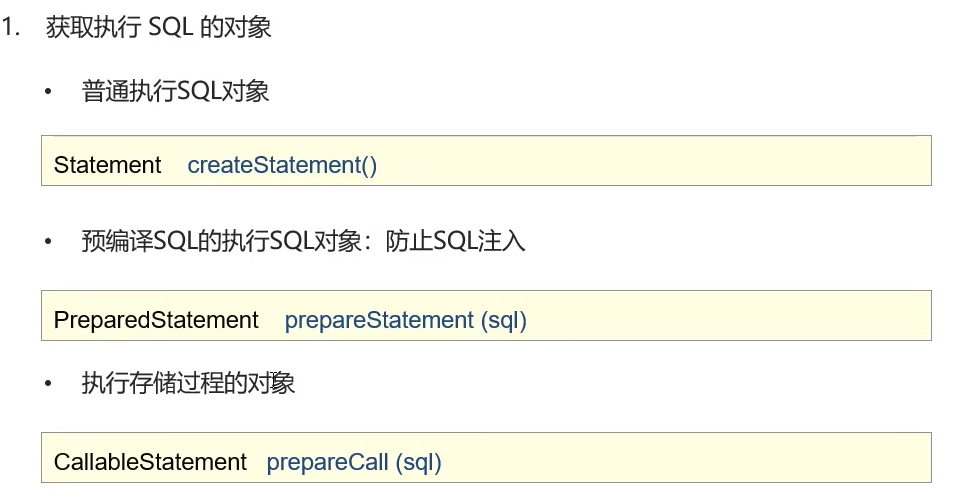 1. 获取执行 SQL 的对象
• 普通执行SQL对象
Statement createStatement()
• 预编译SQL的执行SQL对象：防止SQL注入
PreparedStatement prepareStatement (sql)
• 执行存储过程的对象
CallableStatement prepareCall (sql)